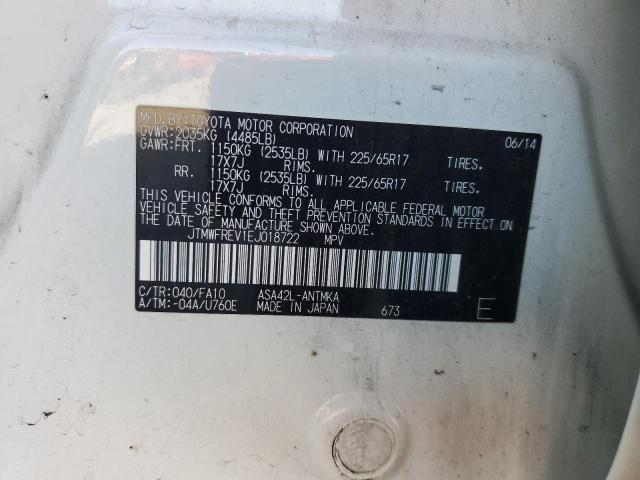 MFD. BY: TOYOTA MOTOR CORPORATION 06/14
GVWR: 2035KG (4485LB)
GAWR: FRT. 1150KG (2535LB) WITH 225/65R17 TIRES.
17X7J RIMS.
RR. 1150KG (2535LB) WITH 225/65R17 TIRES.
17X7J RIMS.
THIS VEHICLE CONFORMS TO ALL APPLICABLE FEDERAL MOTOR
VEHICLE SAFETY AND THEFT PREVENTION STANDARDS IN EFFECT ON
THE DATE OF MANUFACTURE SHOWN ABOVE.
JTMWFREV1EJ018722 MPV
C/TR: 040/FA10 ASA42L-ANTMKA
A/TM: -04A/U760E MADE IN JAPAN 673 E